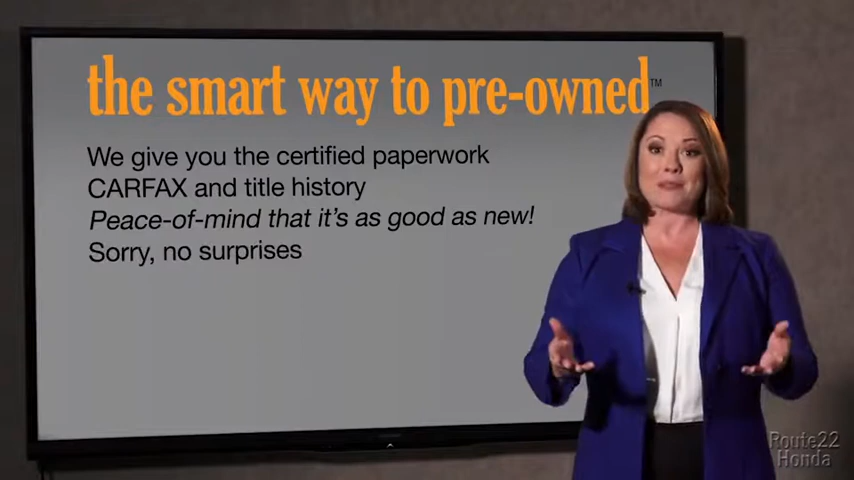 the smart way to pre-owned™
We give you the certified paperwork
CARFAX and title history
Peace-of-mind that it's as good as new!
Sorry, no surprises
Route22
Honda